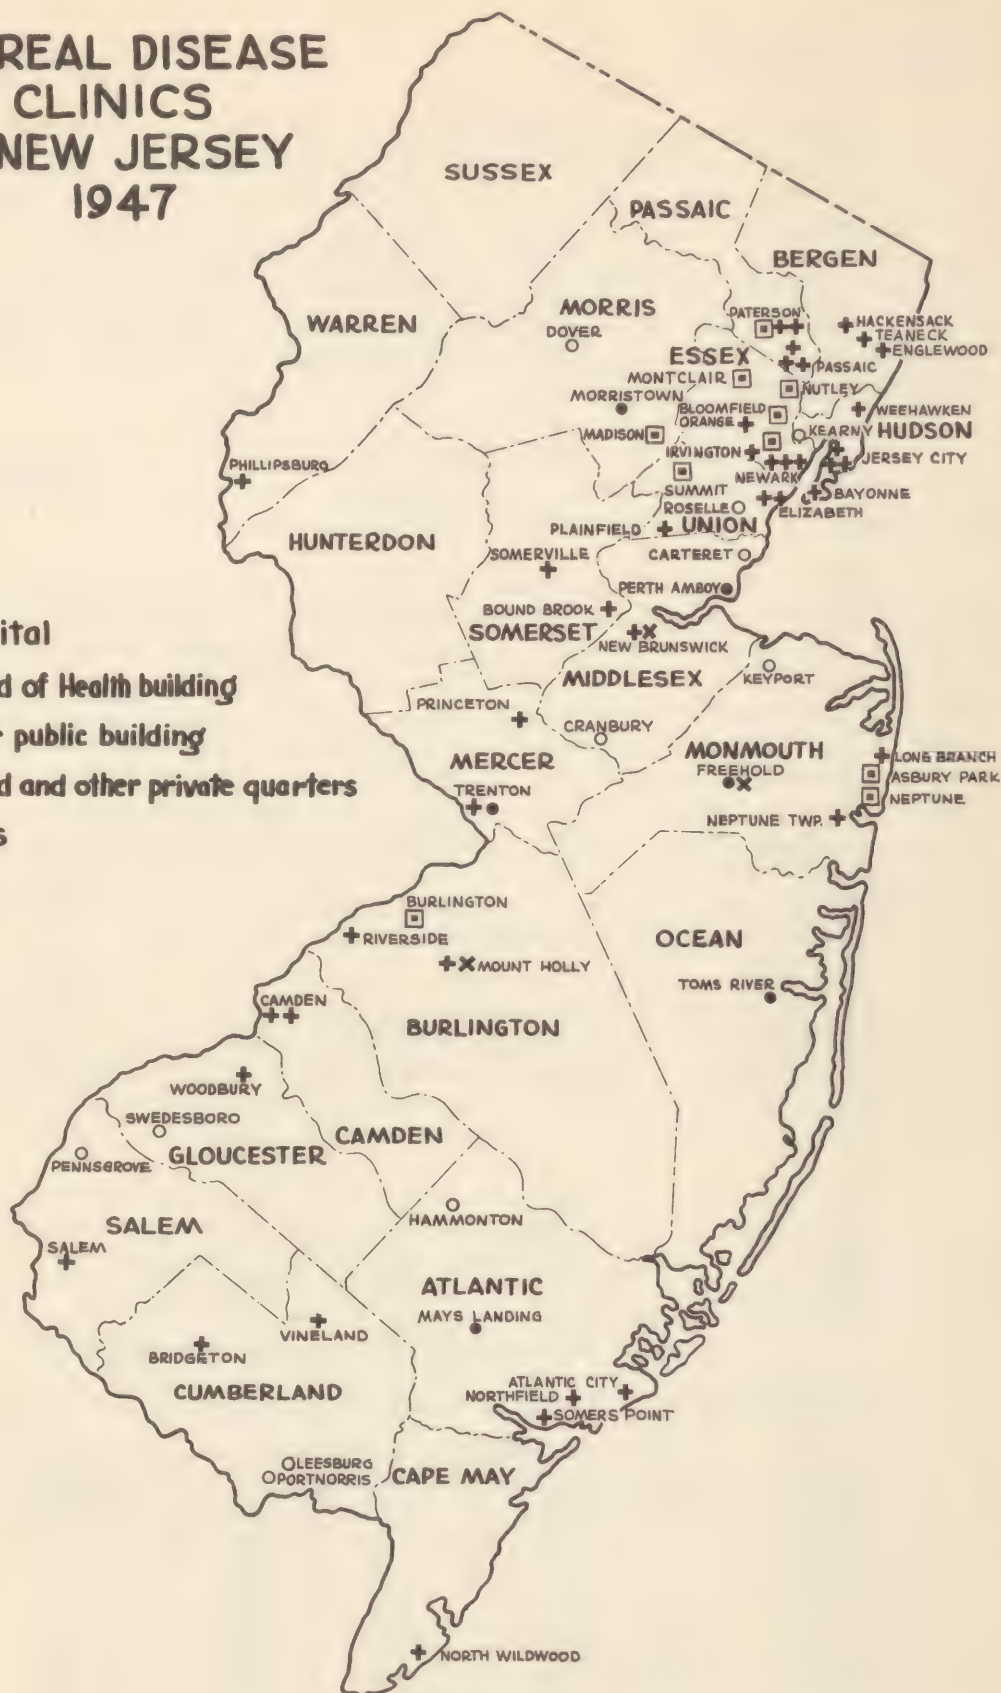 REAL DISEASE
CLINICS
NEW JERSEY
1947
SUSSEX
PASSAIC
BERGEN
WARREN
MORRIS
DOVER
PATERSON
HACKENSACK
TEANECK
ENGLEWOOD
ESSEX
PASSAIC
MONTCLAIR
NUTLEY
MORRISTOWN
BLOOMFIELD
ORANGE
WEEHAWKEN
MADISON
KEARNY
HUDSON
IRVINGTON
JERSEY CITY
PHILLIPSBURG
NEWARK
SUMMIT
BAYONNE
ROSELLE
ELIZABETH
PLAINFIELD
UNION
HUNTERDON
SOMERVILLE
CARTERET
PERTH AMBOY
BOUND BROOK
SOMERSET
NEW BRUNSWICK
ital
d of Health building
public building
d and other private quarters
s
MIDDLESEX
KEYPORT
PRINCETON
CRANBURY
MERCER
MONMOUTH
FREEHOLD
LONG BRANCH
ASBURY PARK
NEPTUNE
TRENTON
NEPTUNE TWP.
BURLINGTON
RIVERSIDE
OCEAN
MOUNT HOLLY
TOMS RIVER
CAMDEN
BURLINGTON
WOODBURY
SWEDESBORO
CAMDEN
GLOUCESTER
PENNSGROVE
HAMMONTON
SALEM
SALEM
ATLANTIC
MAYS LANDING
VINELAND
BRIDGETON
CUMBERLAND
ATLANTIC CITY
NORTHFIELD
SOMERS POINT
LEESBURG
PORTNORRIS
CAPE MAY
NORTH WILDWOOD